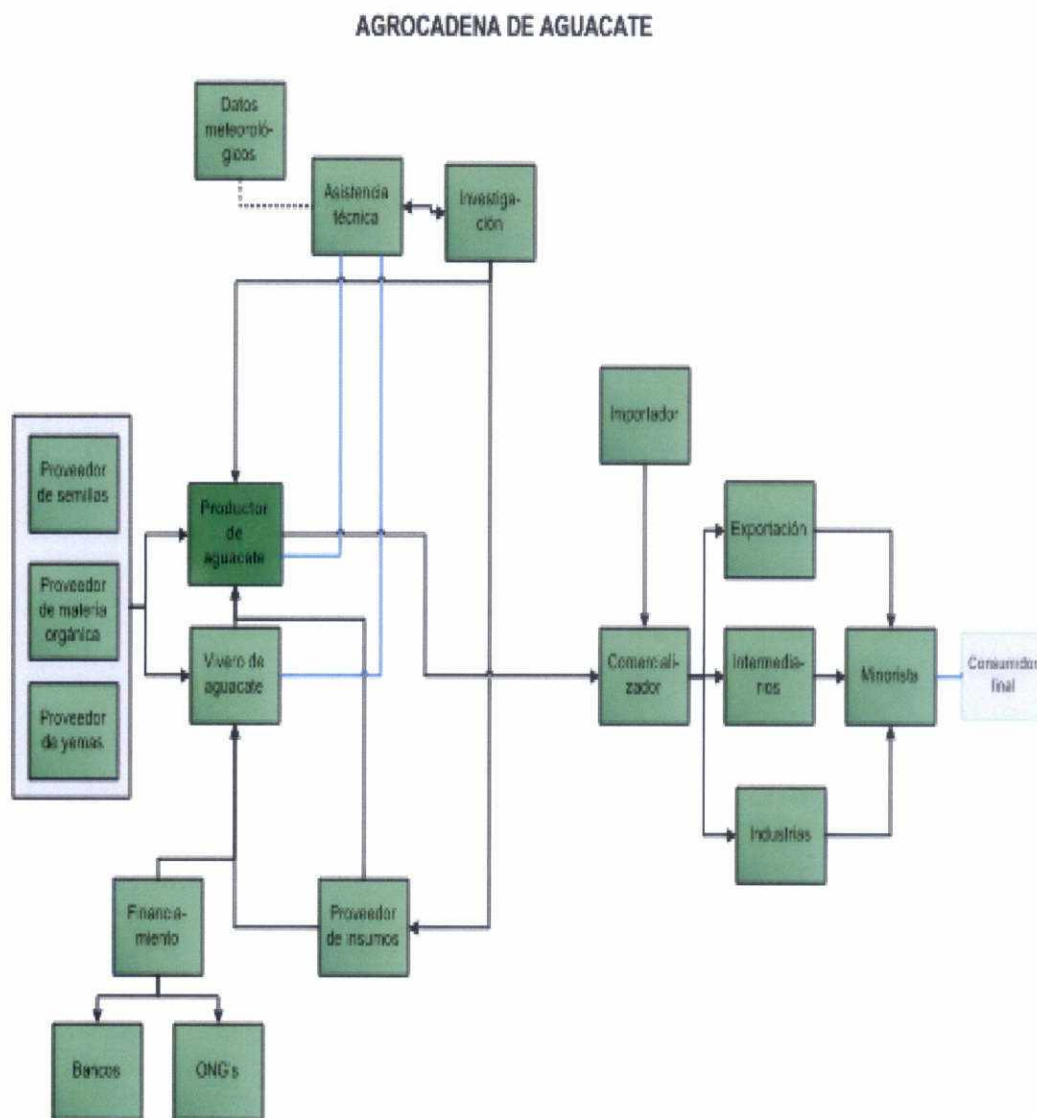 AGROCADENA DE AGUACATE
Datos
meteoroló-
gicos
Asistencia
técnica
Investiga-
ción
Importador
Proveedor
de semillas
Productor
de
aguacate
Exportación
Proveedor
de materia
orgánica
Vivero de
aguacate
Comerciali-
zador
Intermedia-
rios
Minorista
Consumidor
final
Proveedor
de yemas
Industrias
Financia-
miento
Proveedor
de insumos
Bancos
ONG's